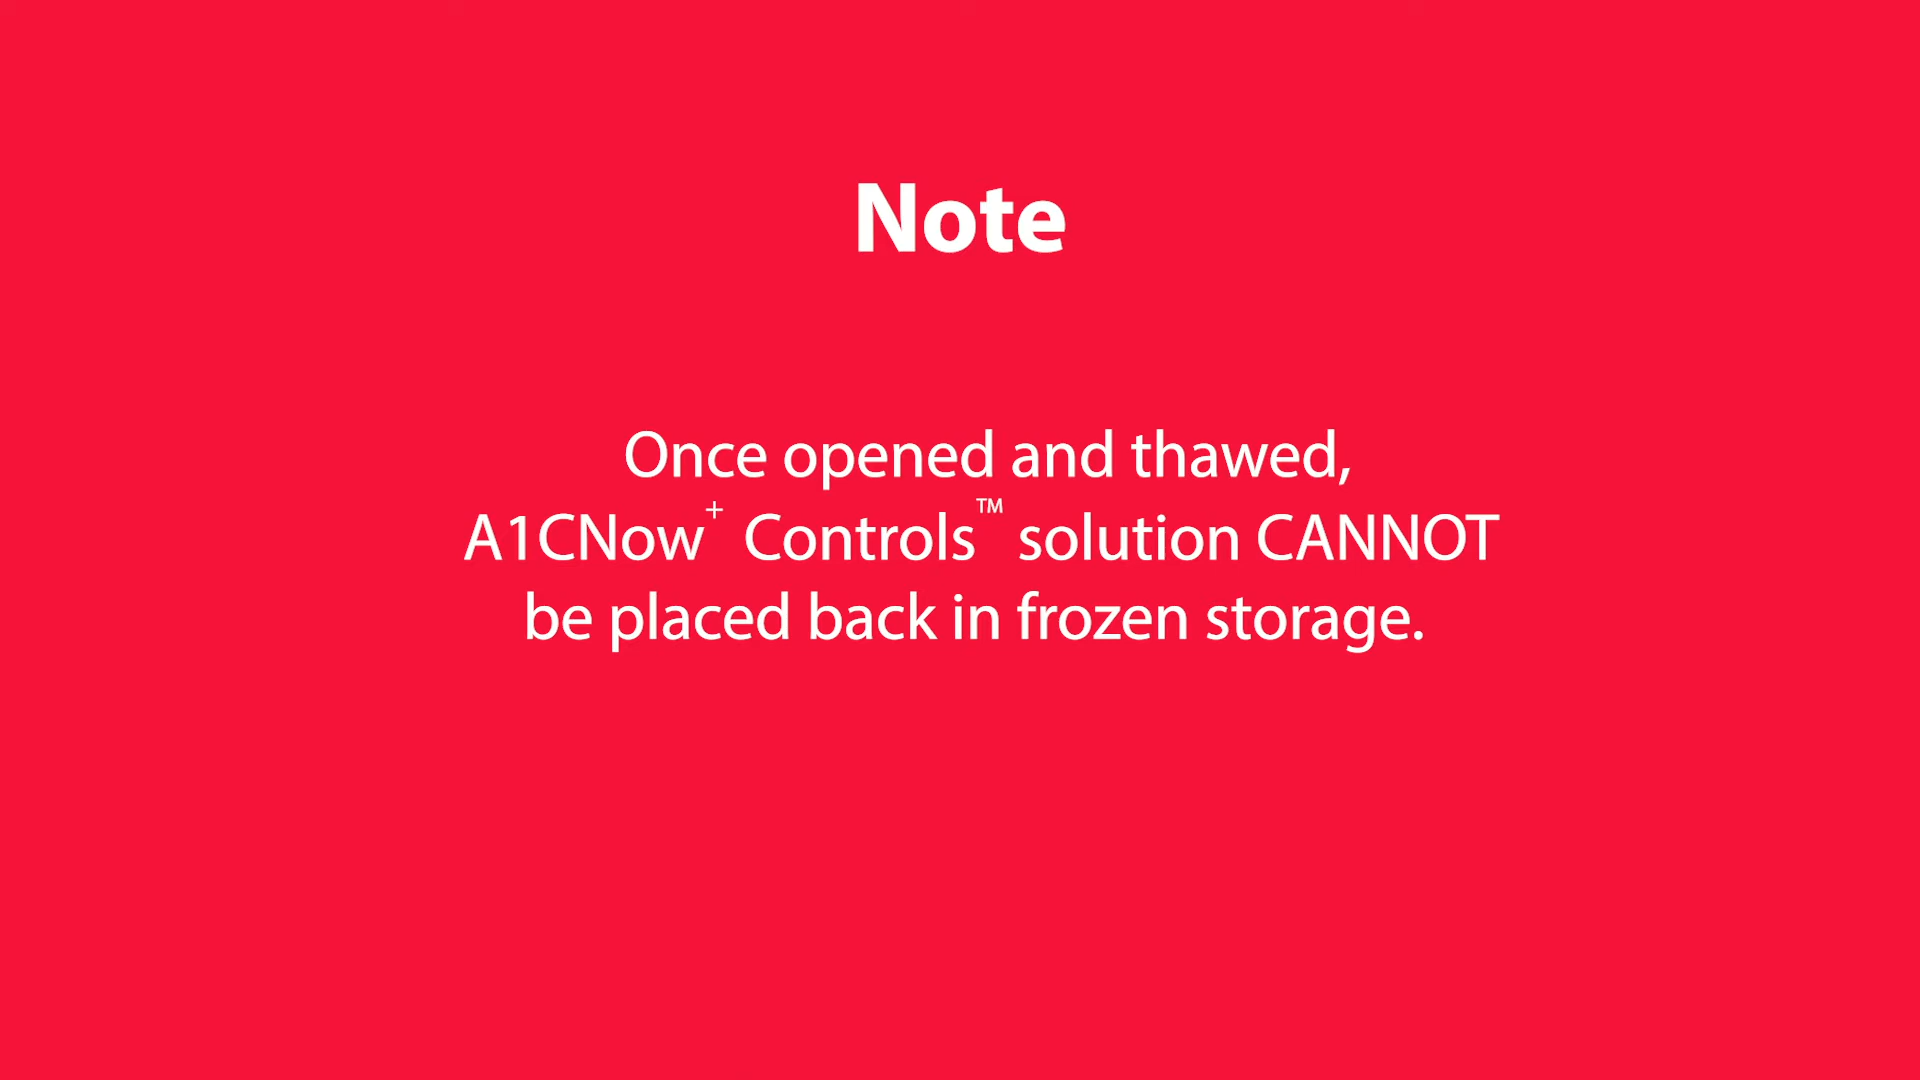 Note
Once opened and thawed,
A1CNow⁺ Controls™ solution CANNOT
be placed back in frozen storage.